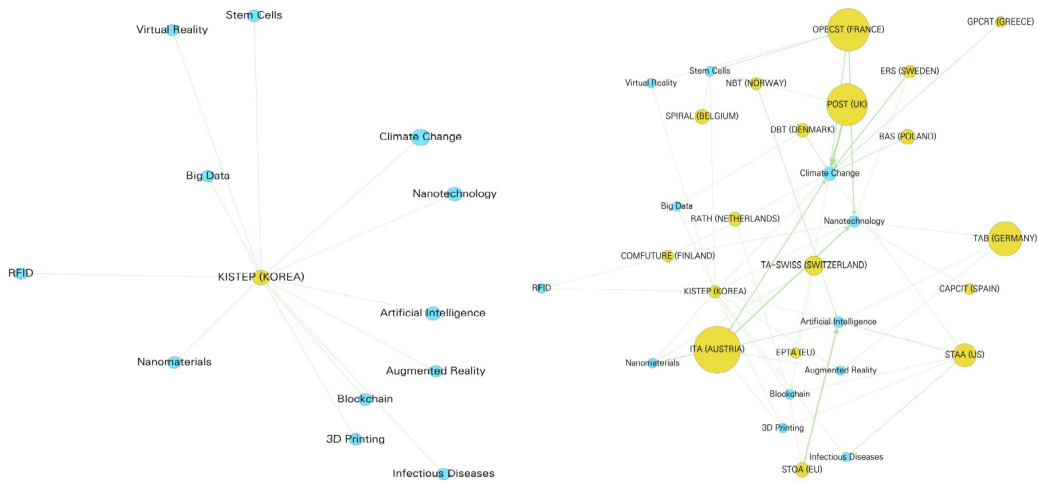 Stem Cells
Virtual Reality
Climate Change
Big Data
Nanotechnology
RFID
KISTEP (KOREA)
Artificial Intelligence
Nanomaterials
Augmented Reality
Blockchain
3D Printing
Infectious Diseases
GPCRT (GREECE)
OPECST (FRANCE)
Stem Cells
ERS (SWEDEN)
Virtual Reality
NBT (NORWAY)
POST (UK)
SPIRAL (BELGIUM)
DBT (DENMARK)
BAS (POLAND)
Climate Change
Big Data
RATH (NETHERLANDS)
Nanotechnology
TAB (GERMANY)
COMFUTURE (FINLAND)
TA-SWISS (SWITZERLAND)
RFID
KISTEP (KOREA)
CAPCIT (SPAIN)
Artificial Intelligence
ITA (AUSTRIA)
EPTA (EU)
STAA (US)
Nanomaterials
Augmented Reality
Blockchain
3D Printing
Infectious Diseases
STOA (EU)